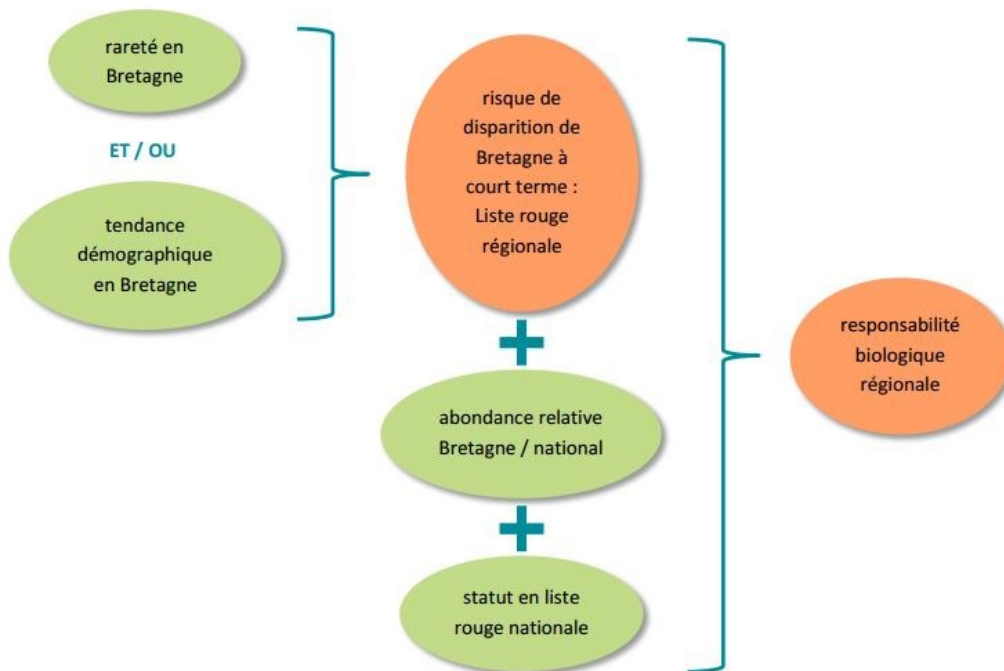 rareté en
Bretagne
ET / OU
tendance
démographique
en Bretagne
risque de
disparition de
Bretagne à
court terme :
Liste rouge
régionale
+
abondance relative
Bretagne / national
+
statut en liste
rouge nationale
responsabilité
biologique
régionale